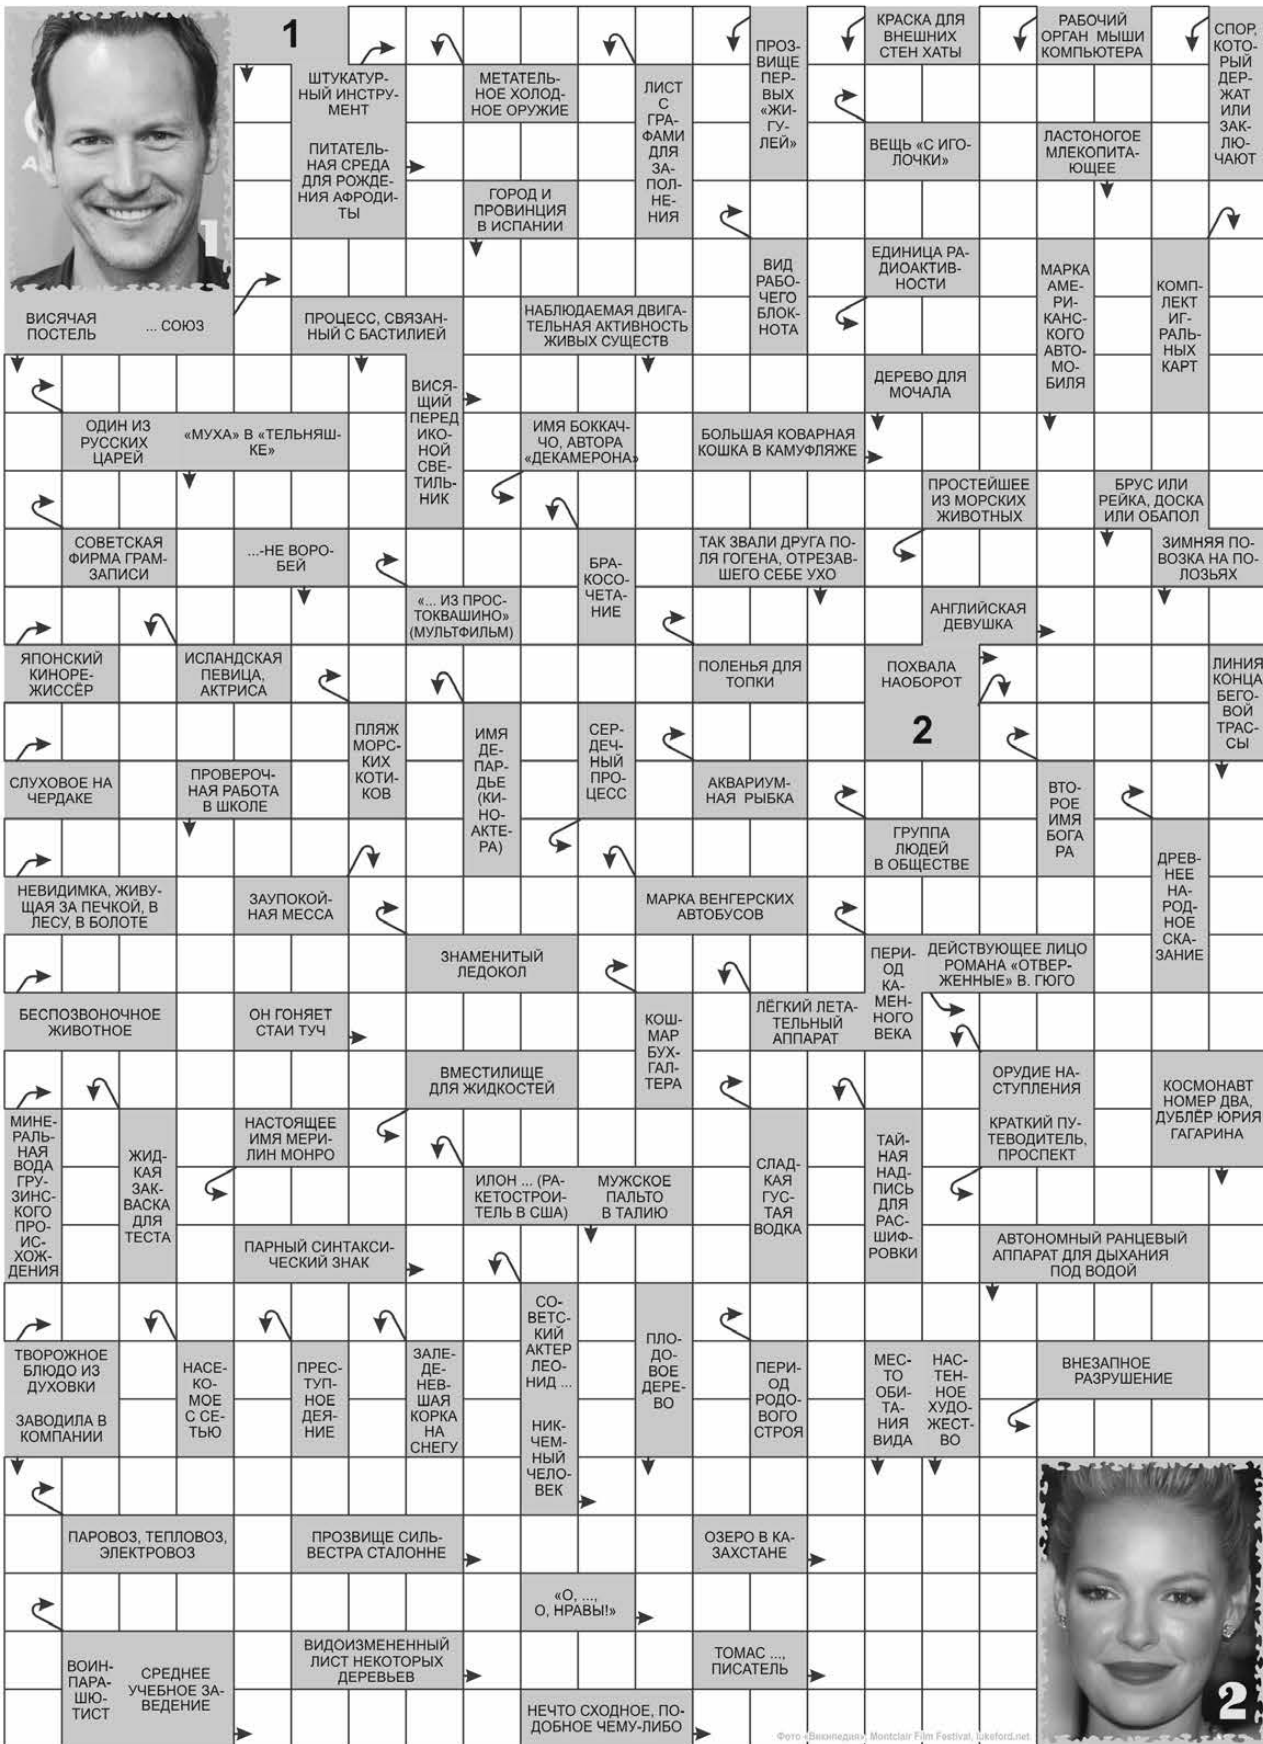 1
КРАСКА ДЛЯ
ВНЕШНИХ
СТЕН ХАТЫ
РАБОЧИЙ
ОРГАН МЫШИ
КОМПЬЮТЕРА
СПОР,
КОТО-
РЫЙ
ДЕР-
ЖАТ
ИЛИ
ЗАК-
ЛЮ-
ЧАЮТ
ПРОЗ-
ВИЩЕ
ПЕР-
ВЫХ
«ЖИ-
ГУ-
ЛЕЙ»
ШТУКАТУР-
НЫЙ ИНСТРУ-
МЕНТ
ПИТАТЕЛЬ-
НАЯ СРЕДА
ДЛЯ РОЖДЕ-
НИЯ АФРОДИ-
ТЫ
МЕТАТЕЛЬ-
НОЕ ХОЛОД-
НОЕ ОРУЖИЕ
ЛИСТ
С
ГРА-
ФАМИ
ДЛЯ
ЗА-
ПОЛ-
НЕ-
НИЯ
ВЕЩЬ «С ИГО-
ЛОЧКИ»
ЛАСТОНОГОЕ
МЛЕКОПИТА-
ЮЩЕЕ
1
ГОРОД И
ПРОВИНЦИЯ
В ИСПАНИИ
ВИД
РАБО-
ЧЕГО
БЛОК-
НОТА
ЕДИНИЦА РА-
ДИОАКТИВ-
НОСТИ
МАРКА
АМЕ-
РИ-
КАНС-
КОГО
АВТО-
МО-
БИЛЯ
КОМП-
ЛЕКТ
ИГ-
РАЛЬ-
НЫХ
КАРТ
ВИСЯЧАЯ
ПОСТЕЛЬ
... СОЮЗ
ПРОЦЕСС, СВЯЗАН-
НЫЙ С БАСТИЛИЕЙ
НАБЛЮДАЕМАЯ ДВИГА-
ТЕЛЬНАЯ АКТИВНОСТЬ
ЖИВЫХ СУЩЕСТВ
ВИСЯ-
ЩИЙ
ПЕРЕД
ИКО-
НОЙ
СВЕ-
ТИЛЬ-
НИК
ДЕРЕВО ДЛЯ
МОЧАЛА
ОДИН ИЗ
РУССКИХ
ЦАРЕЙ
«МУХА» В «ТЕЛЬНЯШ-
КЕ»
ИМЯ БОККАЧ-
ЧО, АВТОРА
«ДЕКАМЕРОНА»
БОЛЬШАЯ КОВАРНАЯ
КОШКА В КАМУФЛЯЖЕ
ПРОСТЕЙШЕЕ
ИЗ МОРСКИХ
ЖИВОТНЫХ
БРУС ИЛИ
РЕЙКА, ДОСКА
ИЛИ ОБАПОЛ
СОВЕТСКАЯ
ФИРМА ГРАМ-
ЗАПИСИ
...-НЕ ВОРО-
БЕЙ
БРА-
КОСО-
ЧЕТА-
НИЕ
ТАК ЗВАЛИ ДРУГА ПО-
ЛЯ ГОГЕНА, ОТРЕЗАВ-
ШЕГО СЕБЕ УХО
ЗИМНЯЯ ПО-
ВОЗКА НА ПО-
ЛОЗЬЯХ
«... ИЗ ПРОС-
ТОКВАШИНО»
(МУЛЬТФИЛЬМ)
АНГЛИЙСКАЯ
ДЕВУШКА
ЯПОНСКИЙ
КИНОРЕ-
ЖИССЁР
ИСЛАНДСКАЯ
ПЕВИЦА,
АКТРИСА
ПОЛЕНЬЯ ДЛЯ
ТОПКИ
ПОХВАЛА
НАОБОРОТ
2
ЛИНИЯ
КОНЦА
БЕГО-
ВОЙ
ТРАС-
СЫ
ПЛЯЖ
МОРС-
КИХ
КОТИ-
КОВ
ИМЯ
ДЕ-
ПАР-
ДЬЕ
(КИ-
НО-
АКТЕ-
РА)
СЕР-
ДЕЧ-
НЫЙ
ПРО-
ЦЕСС
СЛУХОВОЕ НА
ЧЕРДАКЕ
ПРОВЕРОЧ-
НАЯ РАБОТА
В ШКОЛЕ
АКВАРИУМ-
НАЯ РЫБКА
ВТО-
РОЕ
ИМЯ
БОГА
РА
ГРУППА
ЛЮДЕЙ
В ОБЩЕСТВЕ
ДРЕВ-
НЕЕ
НА-
РОД-
НОЕ
СКА-
ЗАНИЕ
НЕВИДИМКА, ЖИВУ-
ЩАЯ ЗА ПЕЧКОЙ, В
ЛЕСУ, В БОЛОТЕ
ЗАУПОКОЙ-
НАЯ МЕССА
МАРКА ВЕНГЕРСКИХ
АВТОБУСОВ
ЗНАМЕНИТЫЙ
ЛЕДОКОЛ
ПЕРИ-
ОД
КА-
МЕН-
НОГО
ВЕКА
ДЕЙСТВУЮЩЕЕ ЛИЦО
РОМАНА «ОТВЕР-
ЖЕННЫЕ» В. ГЮГО
БЕСПОЗВОНОЧНОЕ
ЖИВОТНОЕ
ОН ГОНЯЕТ
СТАИ ТУЧ
КОШ-
МАР
БУХ-
ГАЛ-
ТЕРА
ЛЁГКИЙ ЛЕТА-
ТЕЛЬНЫЙ
АППАРАТ
ВМЕСТИЛИЩЕ
ДЛЯ ЖИДКОСТЕЙ
ОРУДИЕ НА-
СТУПЛЕНИЯ
КРАТКИЙ ПУ-
ТЕВОДИТЕЛЬ,
ПРОСПЕКТ
КОСМОНАВТ
НОМЕР ДВА,
ДУБЛЁР ЮРИЯ
ГАГАРИНА
МИНЕ-
РАЛЬ-
НАЯ
ВОДА
ГРУ-
ЗИНС-
КОГО
ПРО-
ИС-
ХОЖ-
ДЕНИЯ
ЖИД-
КАЯ
ЗАК-
ВАСКА
ДЛЯ
ТЕСТА
НАСТОЯЩЕЕ
ИМЯ МЕРИ-
ЛИН МОНРО
СЛАД-
КАЯ
ГУС-
ТАЯ
ВОДКА
ТАЙ-
НАЯ
НАД-
ПИСЬ
ДЛЯ
РАС-
ШИФ-
РОВКИ
ИЛОН ... (РА-
КЕТОСТРОИ-
ТЕЛЬ В США)
МУЖСКОЕ
ПАЛЬТО
В ТАЛИЮ
ПАРНЫЙ СИНТАКСИ-
ЧЕСКИЙ ЗНАК
АВТОНОМНЫЙ РАНЦЕВЫЙ
АППАРАТ ДЛЯ ДЫХАНИЯ
ПОД ВОДОЙ
СО-
ВЕТС-
КИЙ
АКТЕР
ЛЕО-
НИД ...
НИК-
ЧЕМ-
НЫЙ
ЧЕЛО-
ВЕК
ПЛО-
ДО-
ВОЕ
ДЕРЕ-
ВО
ТВОРОЖНОЕ
БЛЮДО ИЗ
ДУХОВКИ
ЗАВОДИЛА В
КОМПАНИИ
НАСЕ-
КО-
МОЕ
С СЕ-
ТЬЮ
ПРЕС-
ТУП-
НОЕ
ДЕЯ-
НИЕ
ЗАЛЕ-
ДЕ-
НЕВ-
ШАЯ
КОРКА
НА
СНЕГУ
ПЕРИ-
ОД
РОДО-
ВОГО
СТРОЯ
МЕС-
ТО
ОБИ-
ТА-
НИЯ
ВИДА
НАС-
ТЕН-
НОЕ
ХУДО-
ЖЕСТ-
ВО
ВНЕЗАПНОЕ
РАЗРУШЕНИЕ
ПАРОВОЗ, ТЕПЛОВОЗ,
ЭЛЕКТРОВОЗ
ПРОЗВИЩЕ СИЛЬ-
ВЕСТРА СТАЛОННЕ
ОЗЕРО В КА-
ЗАХСТАНЕ
«О, ...,
О, НРАВЫ!»
ВОИН-
ПАРА-
ШЮ-
ТИСТ
СРЕДНЕЕ
УЧЕБНОЕ ЗА-
ВЕДЕНИЕ
ВИДОИЗМЕНЕННЫЙ
ЛИСТ НЕКОТОРЫХ
ДЕРЕВЬЕВ
ТОМАС ...,
ПИСАТЕЛЬ
НЕЧТО СХОДНОЕ, ПО-
ДОБНОЕ ЧЕМУ-ЛИБО
2
Фото «Википедия», Montclair Film Festival, lukeford.net